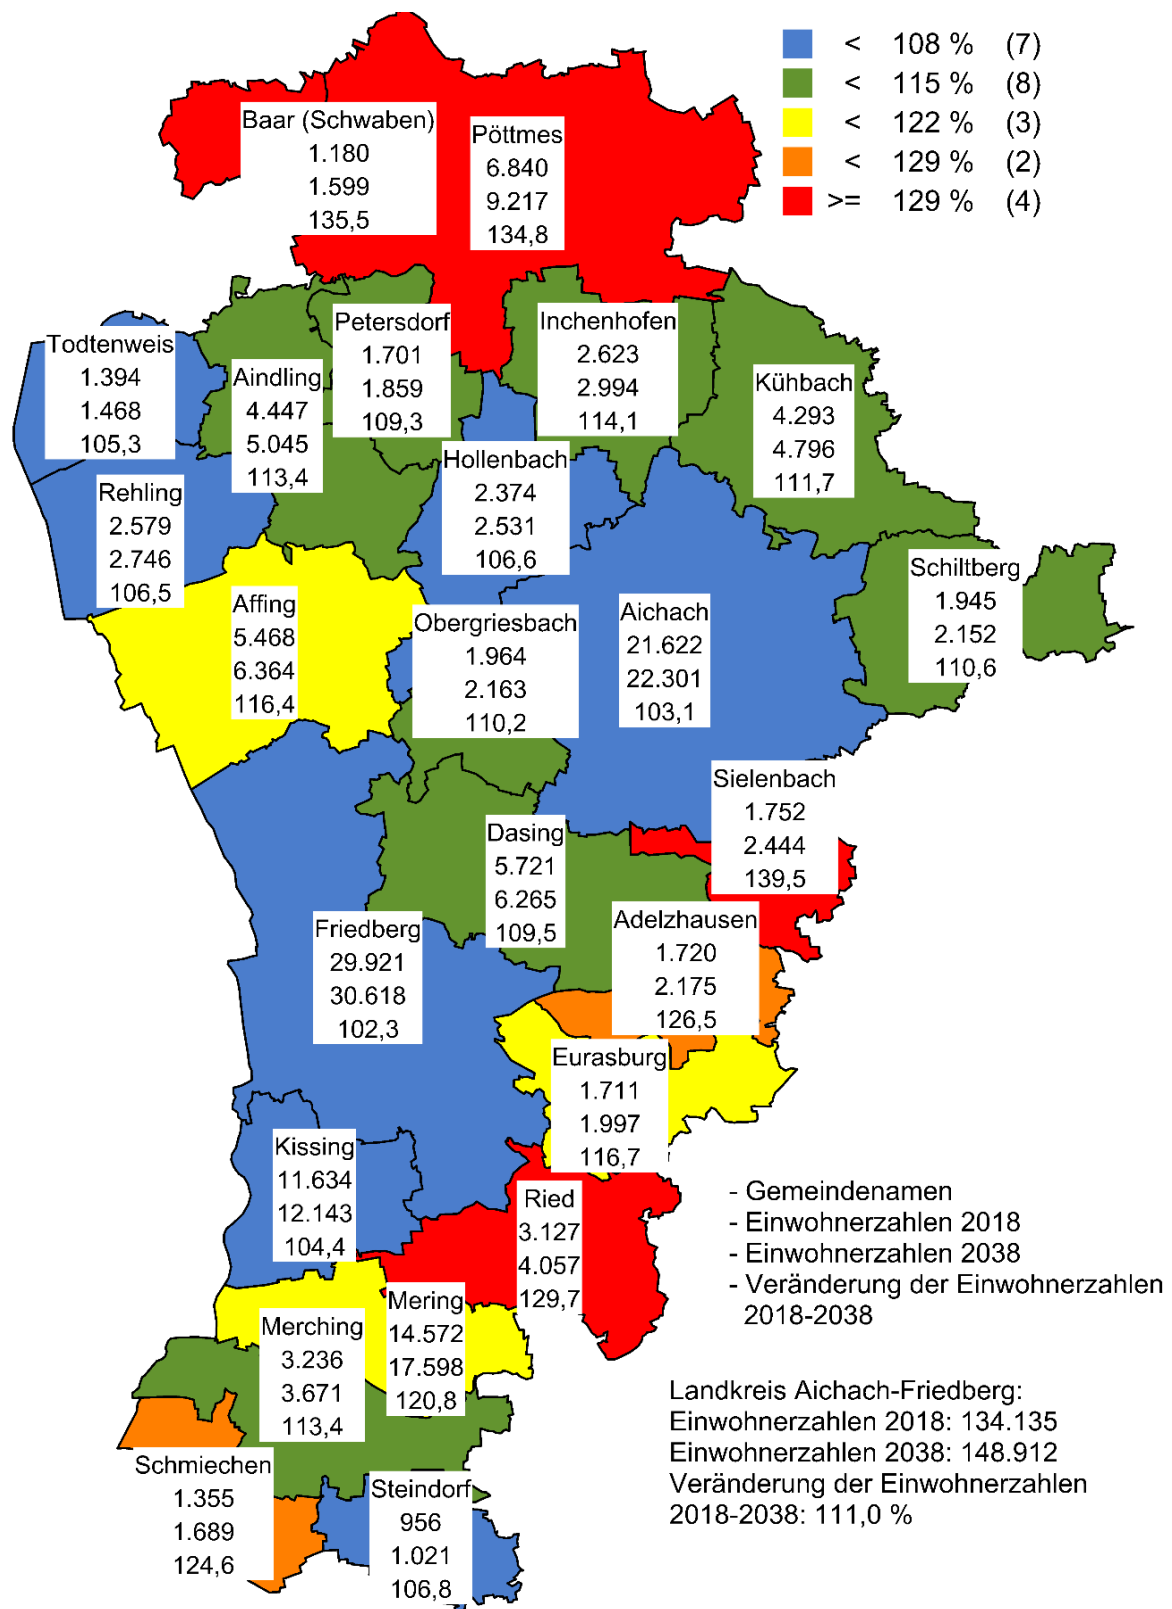 < 108 % (7)
< 115 % (8)
< 122 % (3)
< 129 % (2)
>= 129 % (4)
Baar (Schwaben)
1.180
1.599
135,5
Pöttmes
6.840
9.217
134,8
Todtenweis
1.394
1.468
105,3
Aindling
4.447
5.045
113,4
Petersdorf
1.701
1.859
109,3
Inchenhofen
2.623
2.994
114,1
Kühbach
4.293
4.796
111,7
Rehling
2.579
2.746
106,5
Hollenbach
2.374
2.531
106,6
Schiltberg
1.945
2.152
110,6
Affing
5.468
6.364
116,4
Obergriesbach
1.964
2.163
110,2
Aichach
21.622
22.301
103,1
Sielenbach
1.752
2.444
139,5
Dasing
5.721
6.265
109,5
Adelzhausen
1.720
2.175
126,5
Friedberg
29.921
30.618
102,3
Eurasburg
1.711
1.997
116,7
Kissing
11.634
12.143
104,4
Ried
3.127
4.057
129,7
Mering
14.572
17.598
120,8
Merching
3.236
3.671
113,4
Schmiechen
1.355
1.689
124,6
Steindorf
956
1.021
106,8
- Gemeindenamen
- Einwohnerzahlen 2018
- Einwohnerzahlen 2038
- Veränderung der Einwohnerzahlen
2018-2038
Landkreis Aichach-Friedberg:
Einwohnerzahlen 2018: 134.135
Einwohnerzahlen 2038: 148.912
Veränderung der Einwohnerzahlen
2018-2038: 111,0 %